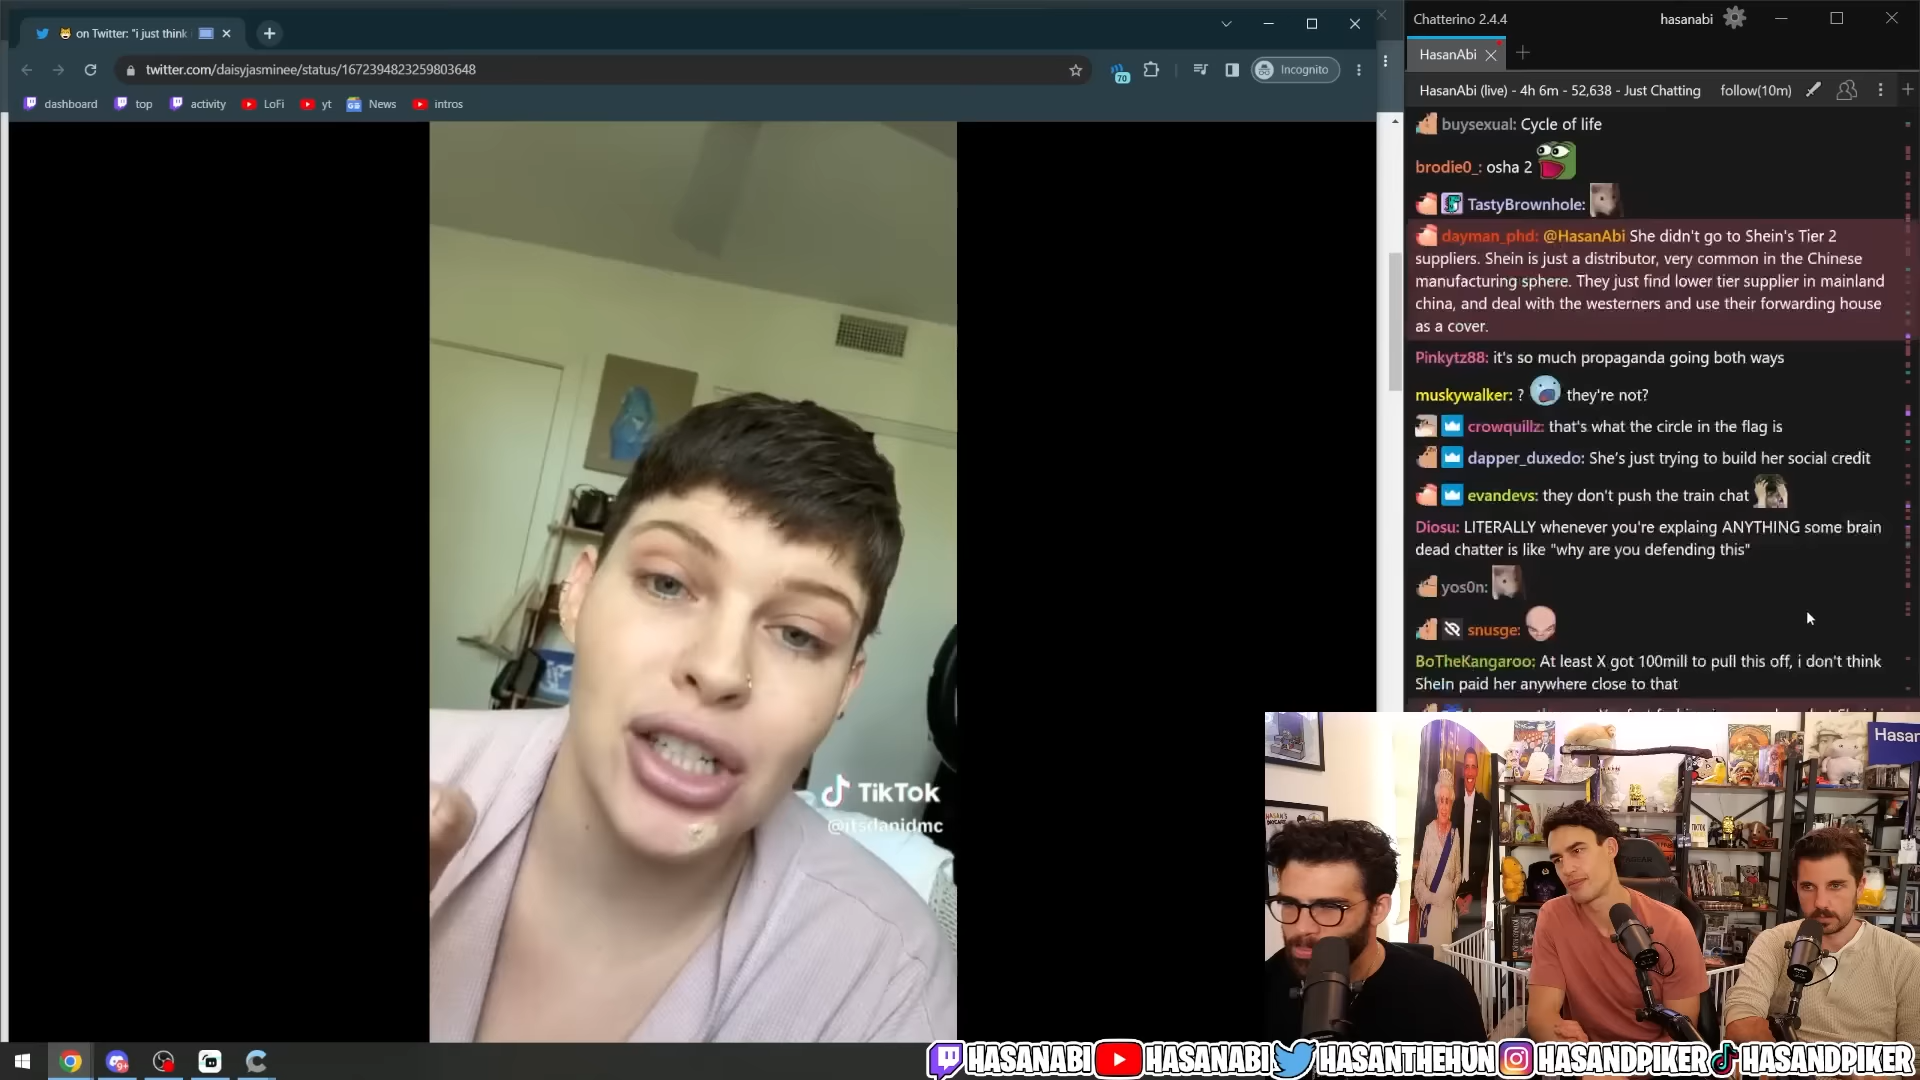 on Twitter: "i just think
twitter.com/daisyjasminee/status/1672394823259803648
70
Incognito
dashboard
top
activity
LoFi
yt
News
intros
TikTok
@itsdanidmc
Chatterino 2.4.4
hasanabi
HasanAbi
HasanAbi (live) - 4h 6m - 52,638 - Just Chatting
follow(10m)
buysexual: Cycle of life
brodie0_: osha 2
TastyBrownhole:
dayman_phd: @HasanAbi She didn't go to Shein's Tier 2
suppliers. Shein is just a distributor, very common in the Chinese
manufacturing sphere. They just find lower tier supplier in mainland
china, and deal with the westerners and use their forwarding house
as a cover.
Pinkytz88: it's so much propaganda going both ways
muskywalker: ? they're not?
crowquillz: that's what the circle in the flag is
dapper_duxedo: She's just trying to build her social credit
evandevs: they don't push the train chat
Diosu: LITERALLY whenever you're explaing ANYTHING some brain
dead chatter is like "why are you defending this"
yos0n:
snusge:
BoTheKangaroo: At least X got 100mill to pull this off, i don't think
SheIn paid her anywhere close to that
Hasan
HASANABI
HASANABI
HASANTHEHUN
HASANDPIKER
HASANDPIKER